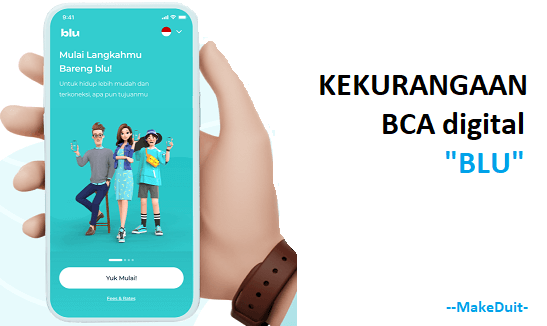 9:41
blu
Mulai Langkahmu
Bareng blu!
Untuk hidup lebih mudah dan
terkoneksi, apa pun tujuanmu
Yuk Mulai!
Fees & Rates
KEKURANGAAN
BCA digital
"BLU"
--MakeDuit-